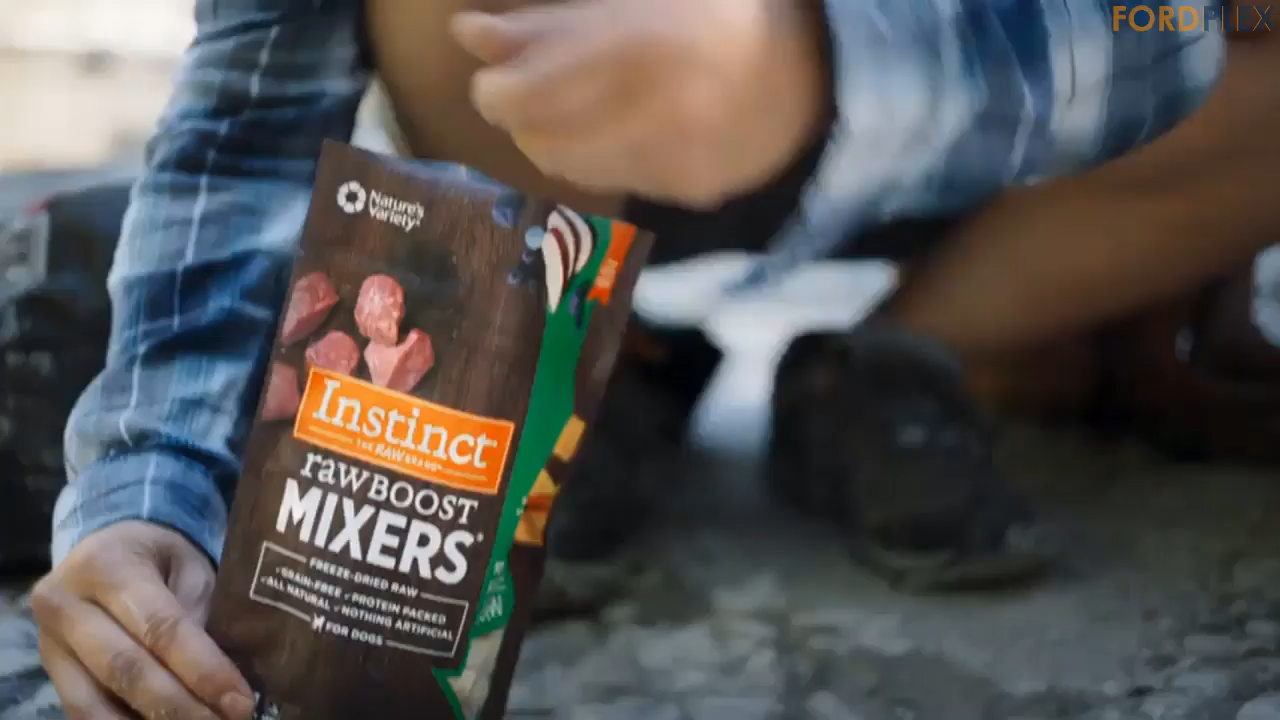 FORDPLEX
Nature's
Variety
Instinct
THE RAW BRAND
rawBOOST
MIXERS
FREEZE-DRIED RAW
✓GRAIN-FREE ✓PROTEIN PACKED
✓ALL NATURAL ✓NOTHING ARTIFICIAL
FOR DOGS